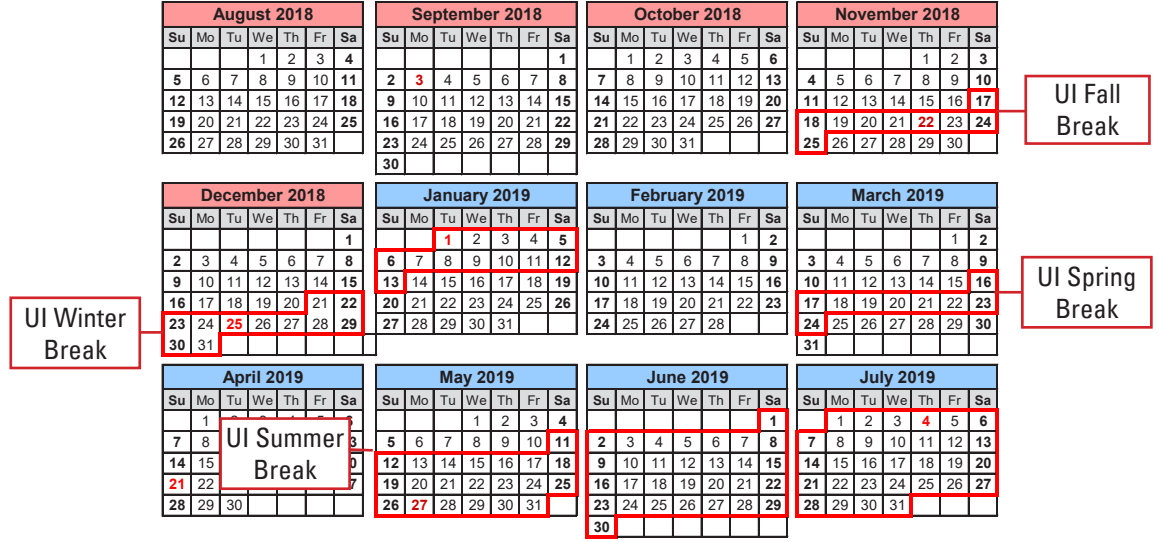 August 2018
Su Mo Tu We Th Fr Sa
1 2 3 4
5 6 7 8 9 10 11
12 13 14 15 16 17 18
19 20 21 22 23 24 25
26 27 28 29 30 31
September 2018
Su Mo Tu We Th Fr Sa
1
2 3 4 5 6 7 8
9 10 11 12 13 14 15
16 17 18 19 20 21 22
23 24 25 26 27 28 29
30
October 2018
Su Mo Tu We Th Fr Sa
1 2 3 4 5 6
7 8 9 10 11 12 13
14 15 16 17 18 19 20
21 22 23 24 25 26 27
28 29 30 31
November 2018
Su Mo Tu We Th Fr Sa
1 2 3
4 5 6 7 8 9 10
11 12 13 14 15 16 17
18 19 20 21 22 23 24
25 26 27 28 29 30
UI Fall
Break
December 2018
Su Mo Tu We Th Fr Sa
1
2 3 4 5 6 7 8
9 10 11 12 13 14 15
16 17 18 19 20 21 22
23 24 25 26 27 28 29
30 31
UI Winter
Break
January 2019
Su Mo Tu We Th Fr Sa
1 2 3 4 5
6 7 8 9 10 11 12
13 14 15 16 17 18 19
20 21 22 23 24 25 26
27 28 29 30 31
February 2019
Su Mo Tu We Th Fr Sa
1 2
3 4 5 6 7 8 9
10 11 12 13 14 15 16
17 18 19 20 21 22 23
24 25 26 27 28
March 2019
Su Mo Tu We Th Fr Sa
1 2
3 4 5 6 7 8 9
10 11 12 13 14 15 16
17 18 19 20 21 22 23
24 25 26 27 28 29 30
31
UI Spring
Break
April 2019
Su Mo Tu We Th Fr Sa
1
7 8
14 15
21 22
28 29 30
UI Summer
Break
May 2019
Su Mo Tu We Th Fr Sa
1 2 3 4
5 6 7 8 9 10 11
12 13 14 15 16 17 18
19 20 21 22 23 24 25
26 27 28 29 30 31
June 2019
Su Mo Tu We Th Fr Sa
1
2 3 4 5 6 7 8
9 10 11 12 13 14 15
16 17 18 19 20 21 22
23 24 25 26 27 28 29
30
July 2019
Su Mo Tu We Th Fr Sa
1 2 3 4 5 6
7 8 9 10 11 12 13
14 15 16 17 18 19 20
21 22 23 24 25 26 27
28 29 30 31